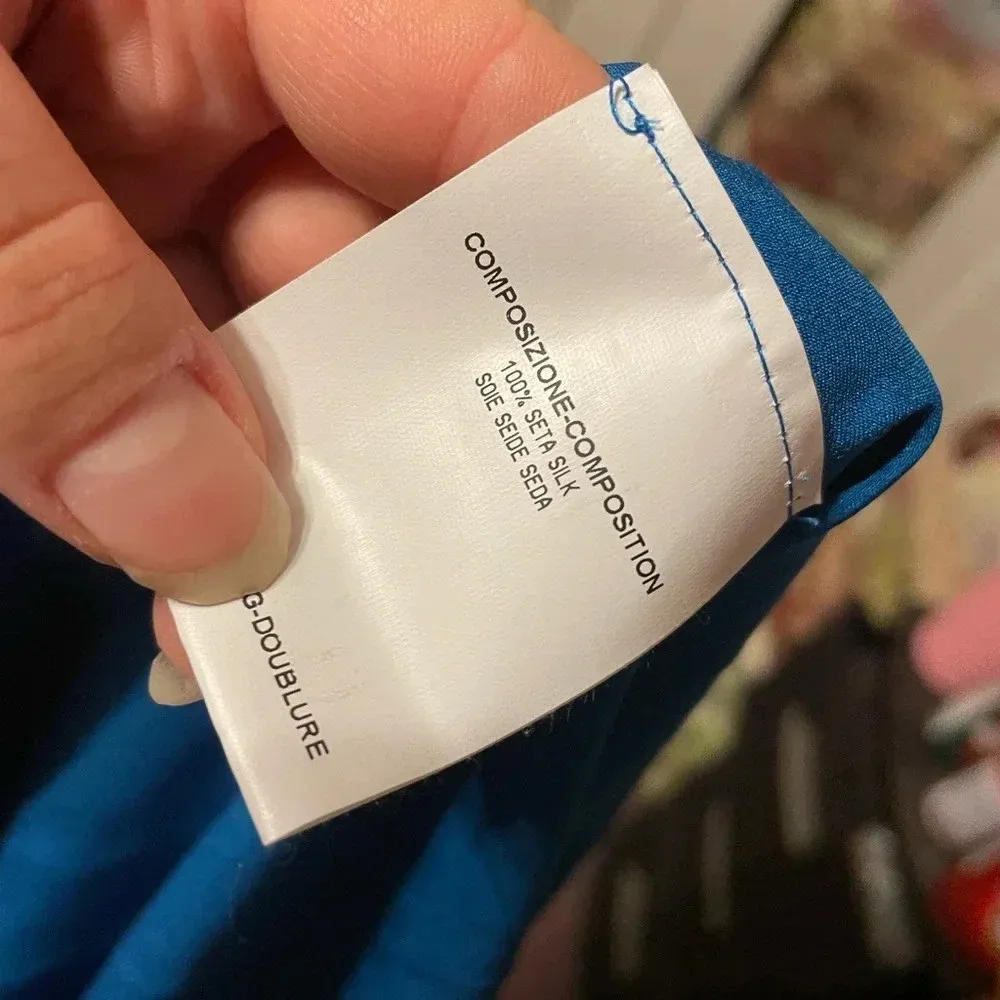 COMPOSIZIONE-COMPOSITION
100% SETA SILK
SOIE SEIDE SEDA
G-DOUBLURE